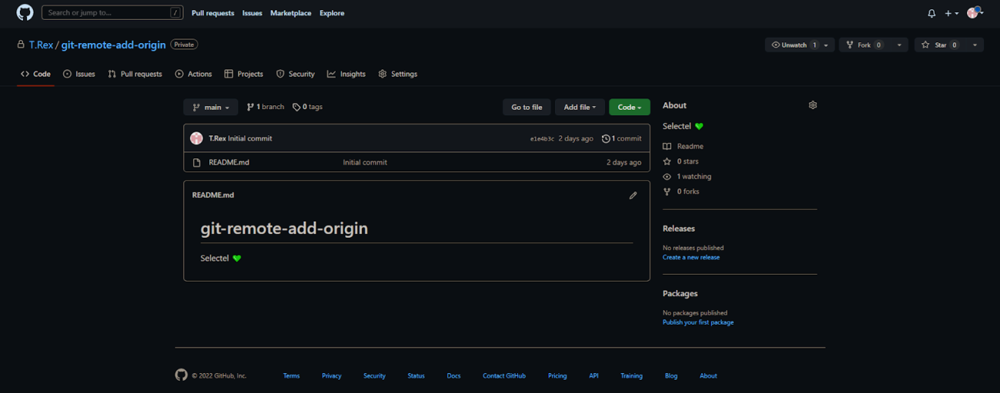 Search or jump to... / Pull requests Issues Marketplace Explore
T.Rex / git-remote-add-origin Private Unwatch 1 Fork 0 Star 0
Code Issues Pull requests Actions Projects Security Insights Settings
main 1 branch 0 tags Go to file Add file Code
T.Rex Initial commit e1e4b3c 2 days ago 1 commit
README.md Initial commit 2 days ago
README.md
git-remote-add-origin
Selectel 💚
About
Selectel 💚
Readme
0 stars
1 watching
0 forks
Releases
No releases published
Create a new release
Packages
No packages published
Publish your first package
© 2022 GitHub, Inc. Terms Privacy Security Status Docs Contact GitHub Pricing API Training Blog About